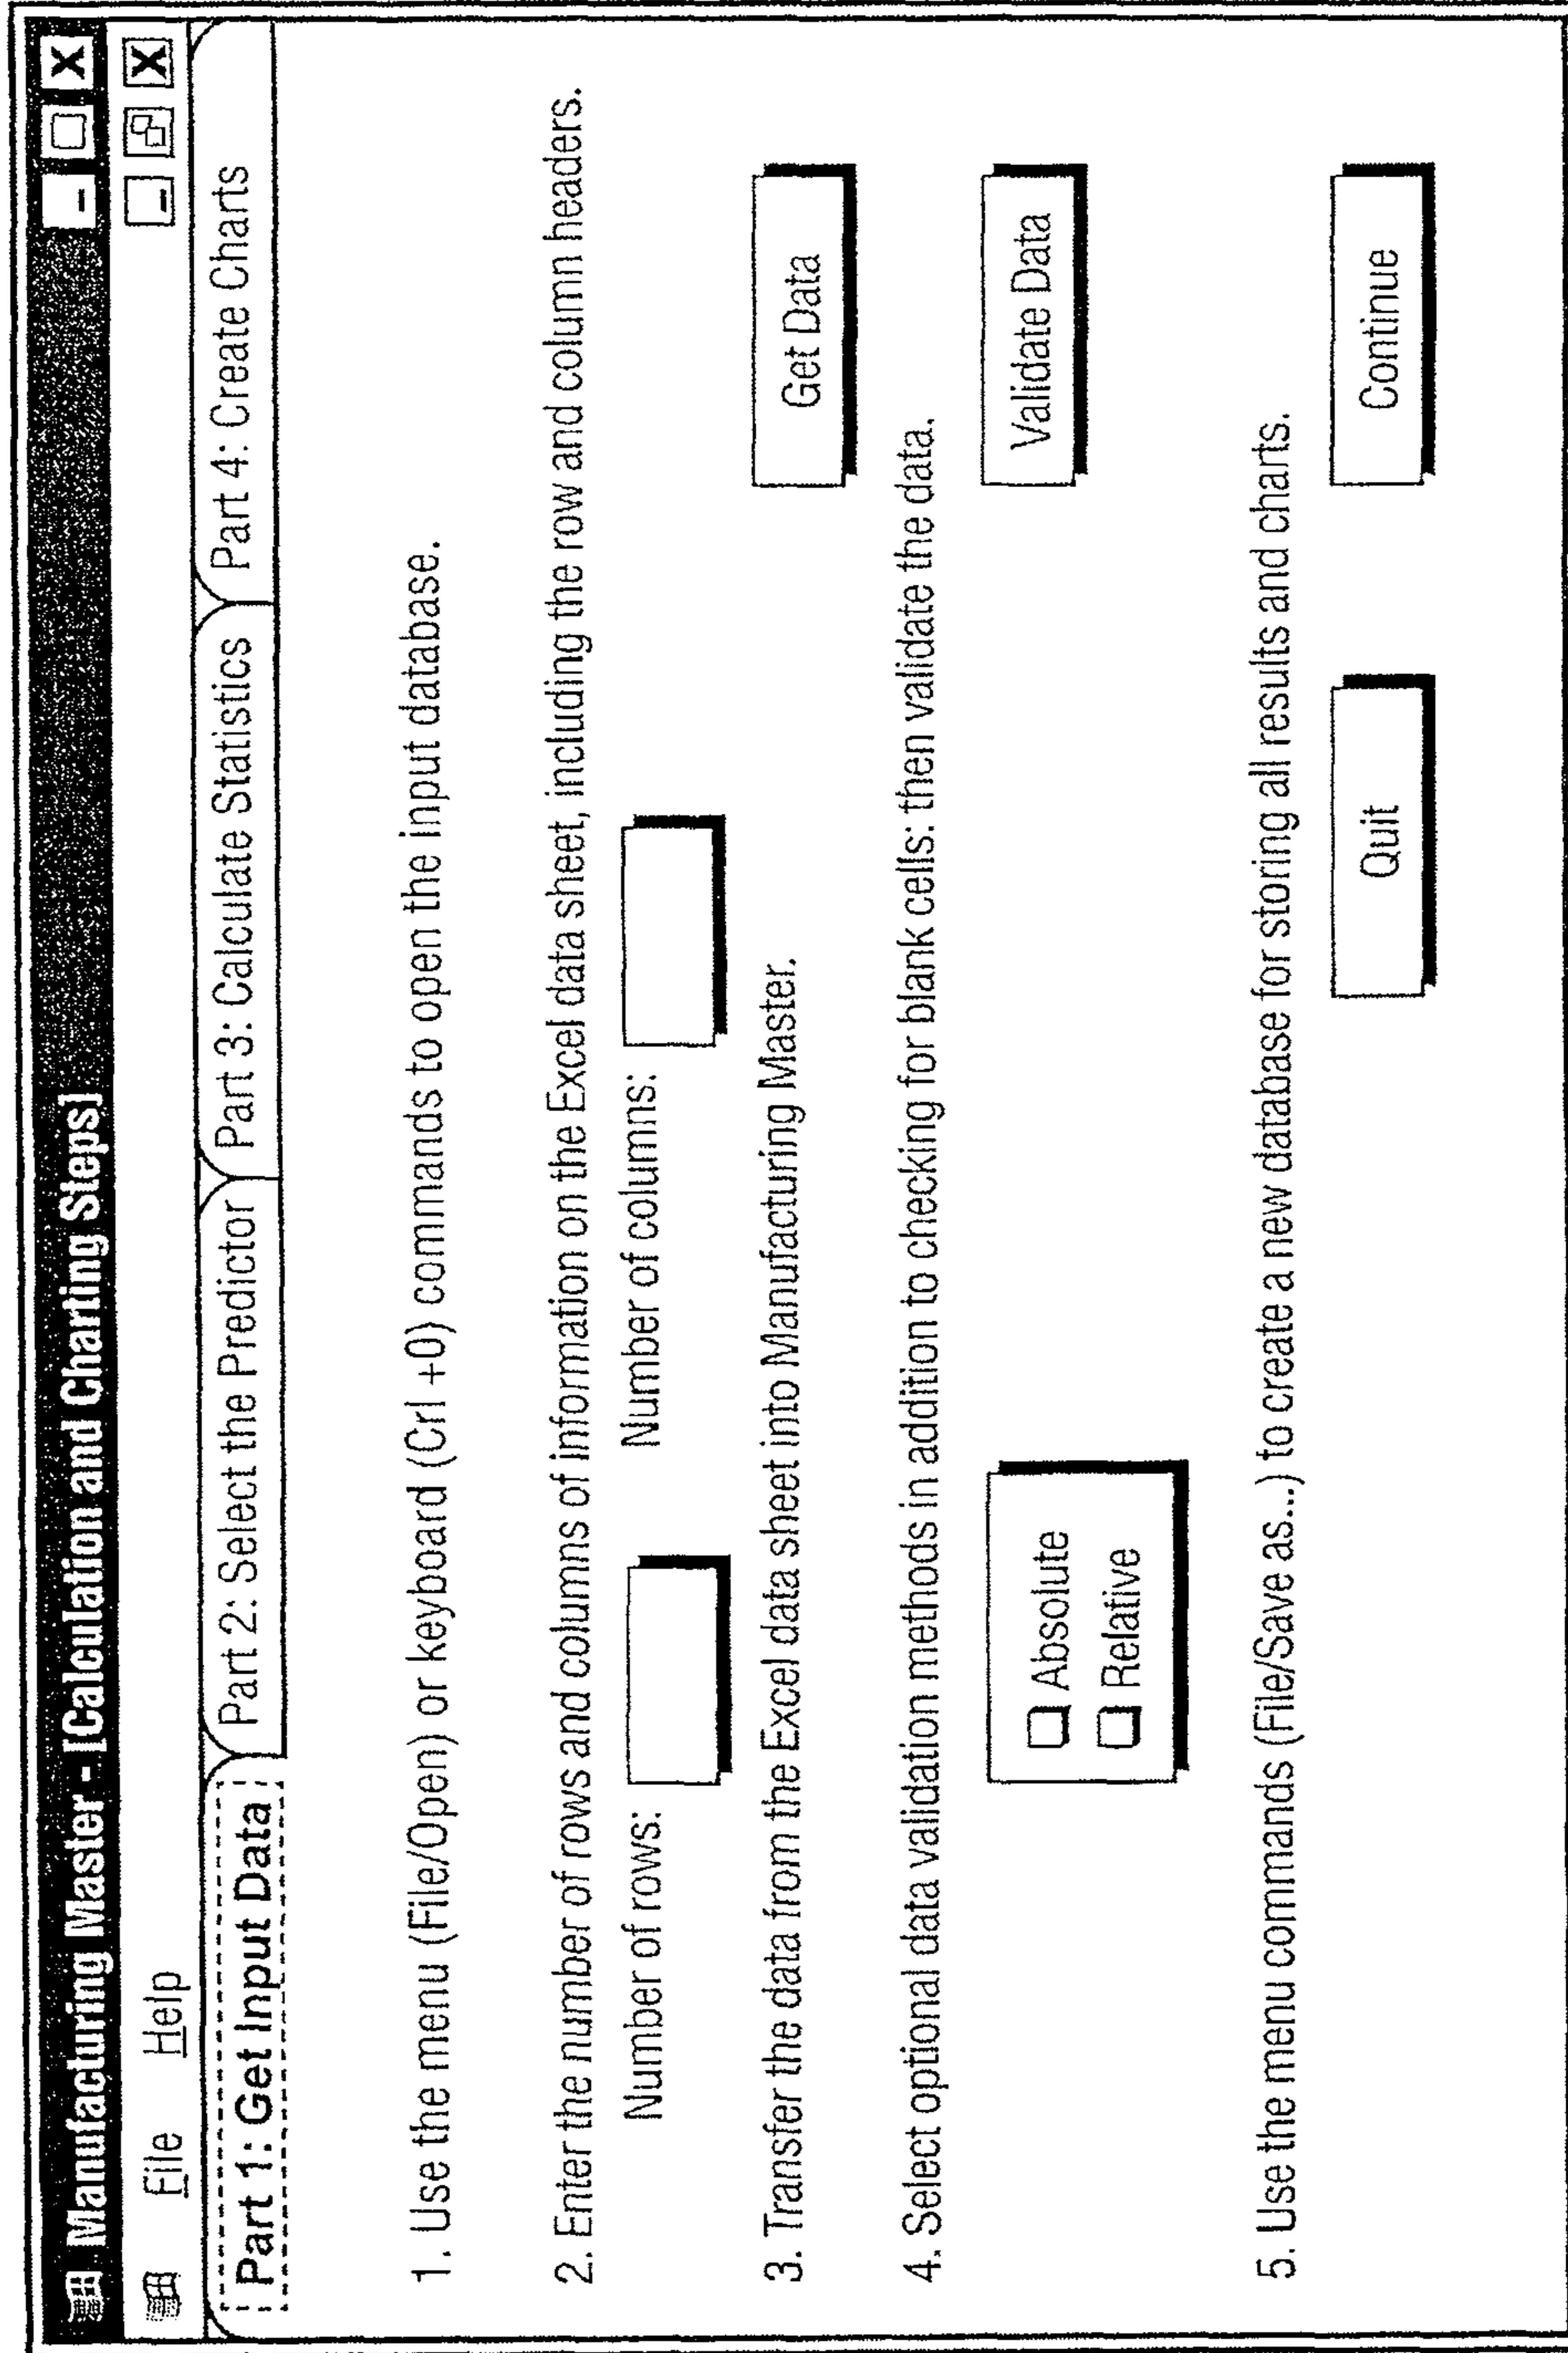 Manufacturing Master - [Calculation and Charting Steps]
File Help
Part 1: Get Input Data Part 2: Select the Predictor Part 3: Calculate Statistics Part 4: Create Charts
1. Use the menu (File/Open) or keyboard (Crl +0) commands to open the input database.
2. Enter the number of rows and columns of information on the Excel data sheet, including the row and column headers.
Number of rows: Number of columns:
3. Transfer the data from the Excel data sheet into Manufacturing Master.
Get Data
4. Select optional data validation methods in addition to checking for blank cells: then validate the data.
Absolute
Relative
Validate Data
5. Use the menu commands (File/Save as...) to create a new database for storing all results and charts.
Quit Continue